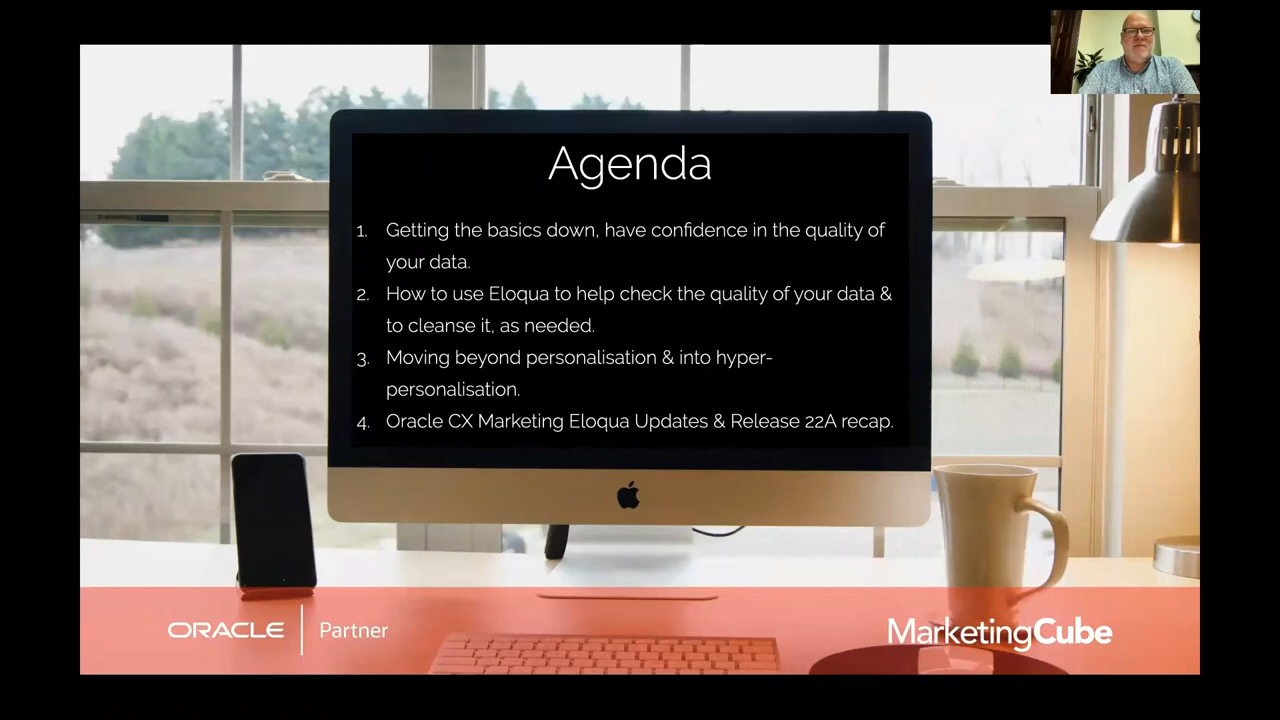 Agenda
1. Getting the basics down, have confidence in the quality of
your data.
2. How to use Eloqua to help check the quality of your data &
to cleanse it, as needed.
3. Moving beyond personalisation & into hyper-
personalisation.
4. Oracle CX Marketing Eloqua Updates & Release 22A recap.
ORACLE Partner
MarketingCube